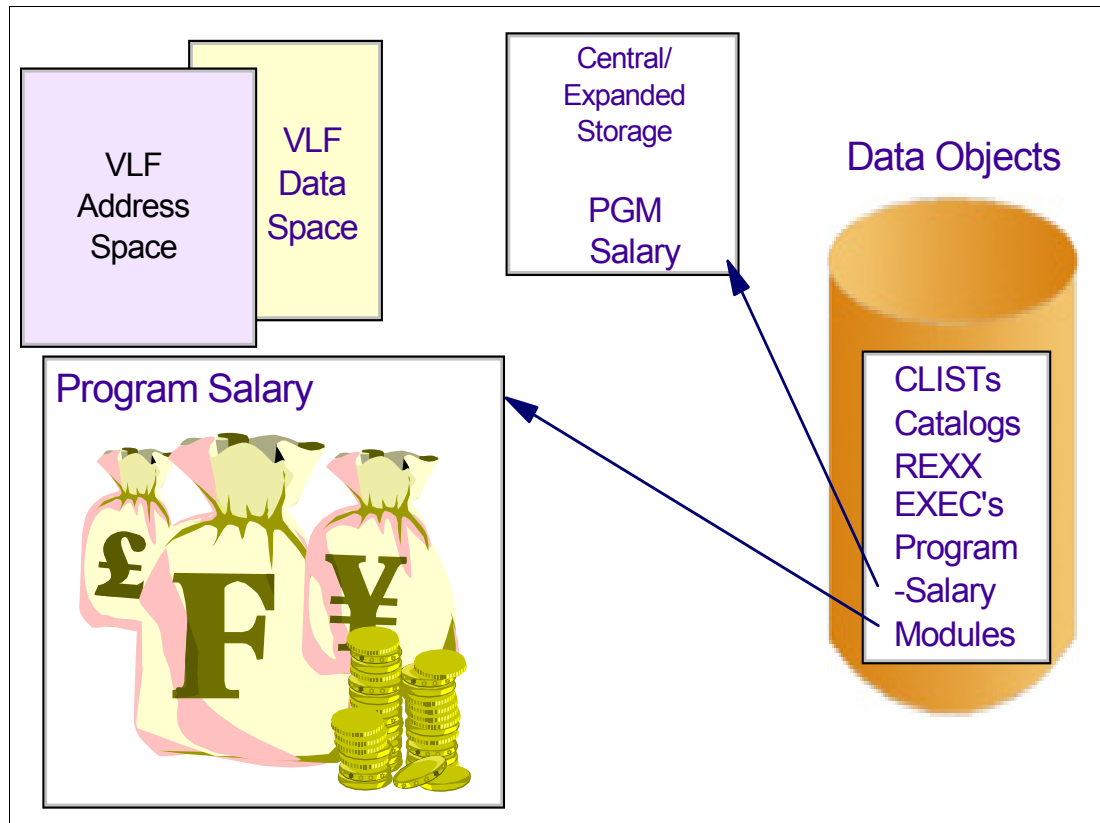 VLF
Address
Space
VLF
Data
Space
Central/
Expanded
Storage
PGM
Salary
Data Objects
CLISTs
Catalogs
REXX
EXEC's
Program
-Salary
Modules
Program Salary
£
F
¥